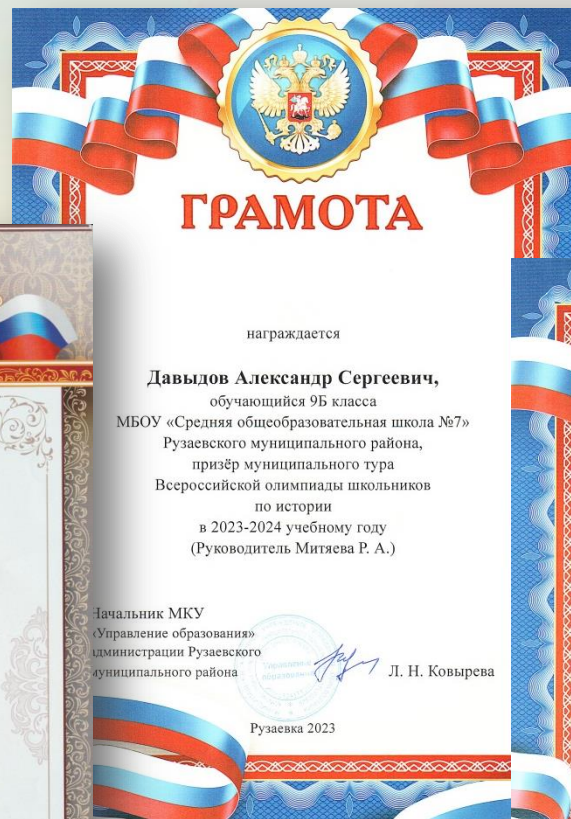 ГРАМОТА
награждается
Давыдов Александр Сергеевич,
обучающийся 9Б класса
МБОУ «Средняя общеобразовательная школа №7»
Рузаевского муниципального района,
призёр муниципального тура
Всероссийской олимпиады школьников
по истории
в 2023-2024 учебному году
(Руководитель Митяева Р. А.)
Начальник МКУ
«Управление образования»
администрации Рузаевского
муниципального района
Л. Н. Ковырева
Управление
образования
Рузаевка 2023